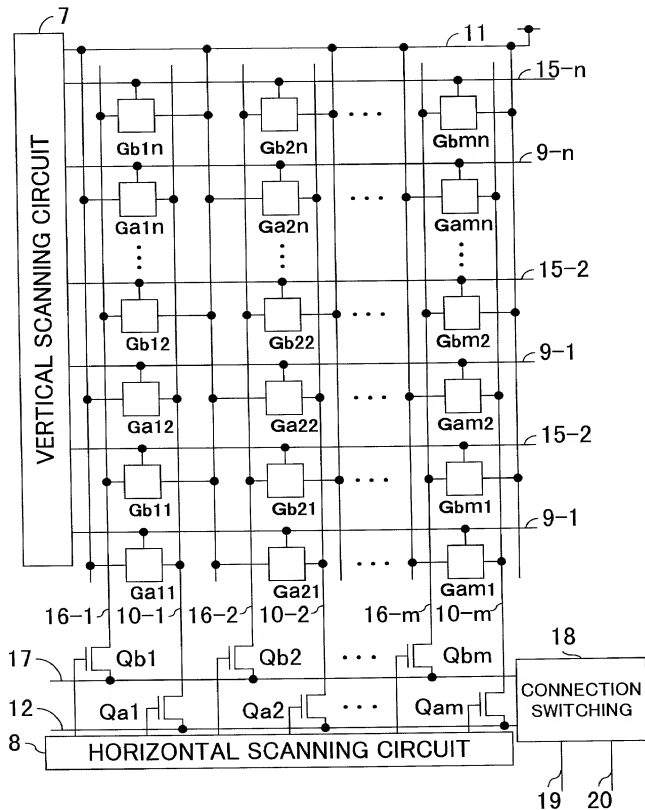 7
11
15-n
Gb1n Gb2n Gbmn
9-n
Ga1n Ga2n Gamn
15-2
Gb12 Gb22 Gbm2
9-1
Ga12 Ga22 Gam2
15-2
Gb11 Gb21 Gbm1
9-1
Ga11 Ga21 Gam1
VERTICAL SCANNING CIRCUIT
16-1 10-1 16-2 10-2 16-m 10-m
18
17 Qb1 Qb2 Qbm
CONNECTION
SWITCHING
12 Qa1 Qa2 Qam
8 HORIZONTAL SCANNING CIRCUIT
19 20